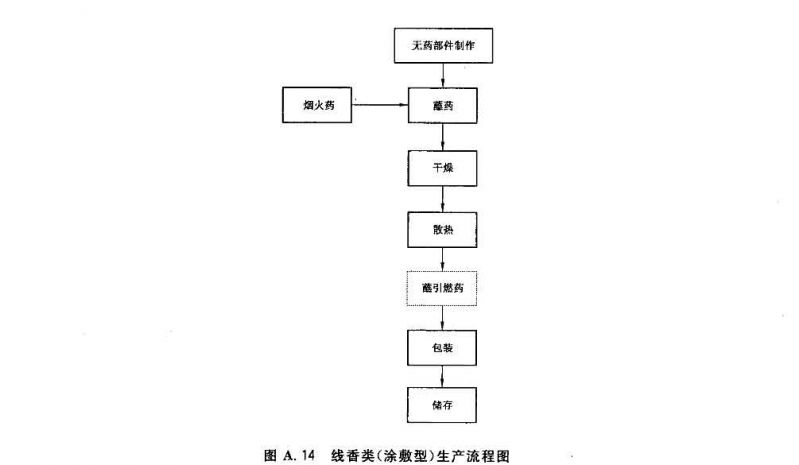 无药部件制作
烟火药
蘸药
干燥
散热
蘸引燃药
包装
储存
图 A.14 线香类(涂敷型)生产流程图